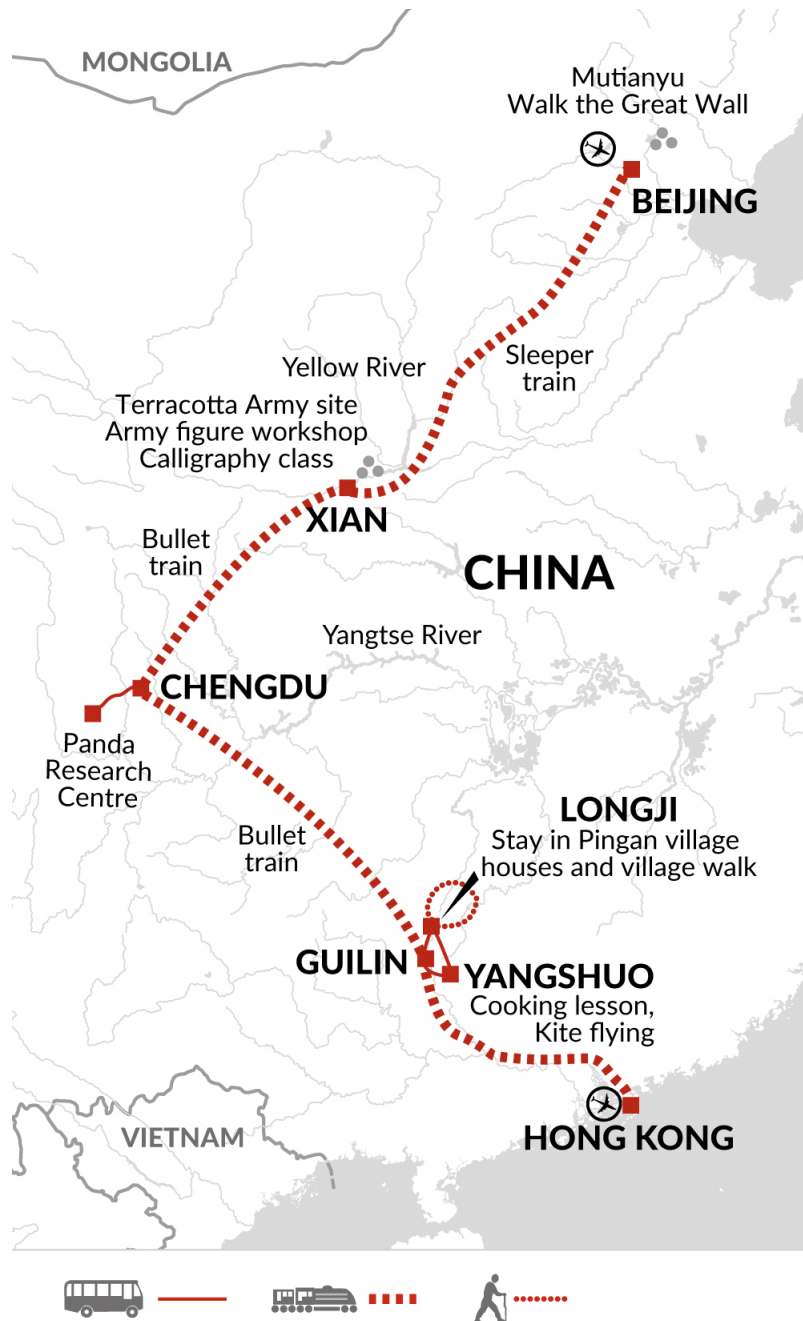 MONGOLIA
Mutianyu
Walk the Great Wall
BEIJING
Sleeper
train
Yellow River
Terracotta Army site
Army figure workshop
Calligraphy class
XIAN
Bullet
train
CHINA
Yangtse River
CHENGDU
Panda
Research
Centre
Bullet
train
LONGJI
Stay in Pingan village
houses and village walk
GUILIN
YANGSHUO
Cooking lesson,
Kite flying
HONG KONG
VIETNAM